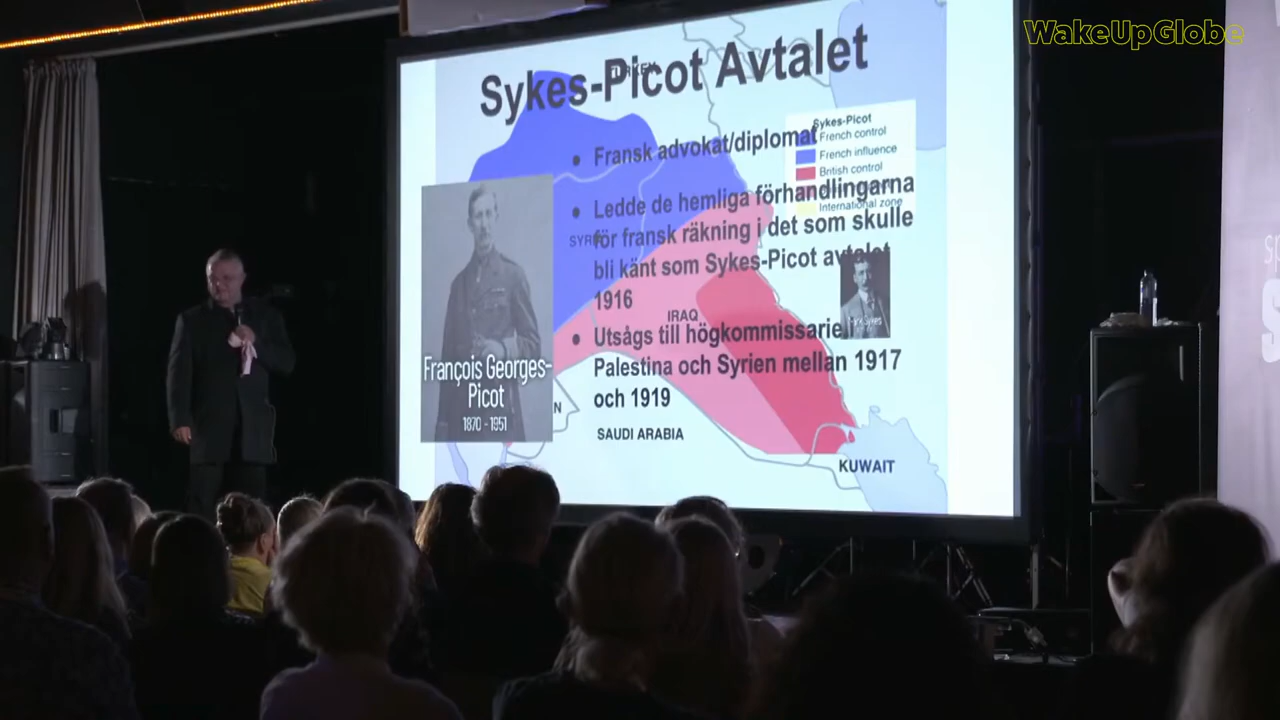 WakeUpGlobe
Sykes-Picot Avtalet
Sykes-Picot
French control
French influence
British control
International zone
• Fransk advokat/diplomat
• Ledde de hemliga förhandlingarna
för fransk räkning i det som skulle
bli känt som Sykes-Picot avtalet
1916
• Utsågs till högkommissarie i
Palestina och Syrien mellan 1917
och 1919
IRAQ
SAUDI ARABIA
KUWAIT
François Georges-
Picot
1870 - 1951